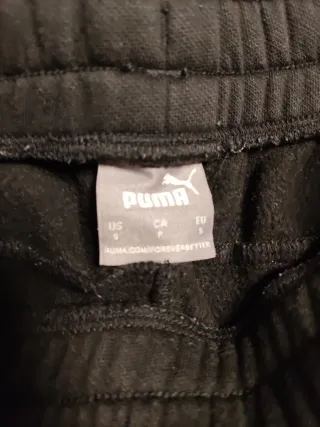 PUMA
US CA EU
S P S
PUMA.COM/FOREVERBETTER